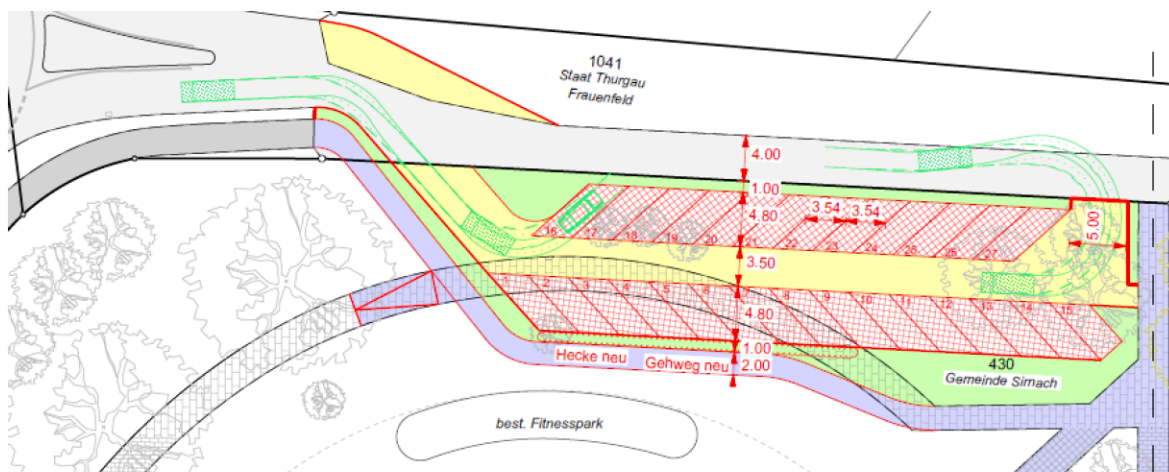 1041
Staat Thurgau
Frauenfeld
4.00
1.00
3.54 3.54
4.80
5.00
16 17 18 19 20 21 22 23 24 25 26 27
3.50
1 2 3 4 5 6 7 8 9 10 11 12 13 14 15
4.80
1.00
Hecke neu
Gehweg neu
2.00
430
Gemeinde Sirnach
best. Fitnesspark